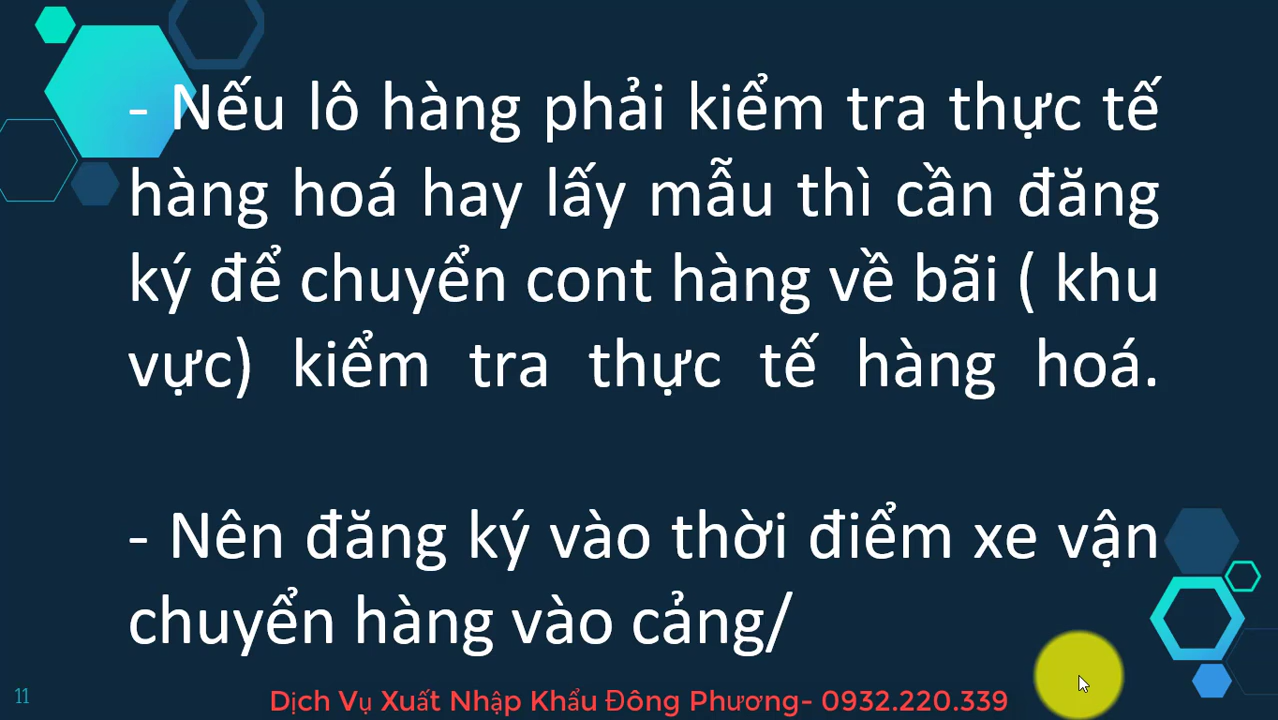 - Nếu lô hàng phải kiểm tra thực tế
hàng hoá hay lấy mẫu thì cần đăng
ký để chuyển cont hàng về bãi ( khu
vực) kiểm tra thực tế hàng hoá.
- Nên đăng ký vào thời điểm xe vận
chuyển hàng vào cảng/
11
Dịch Vụ Xuất Nhập Khẩu Đông Phương- 0932.220.339